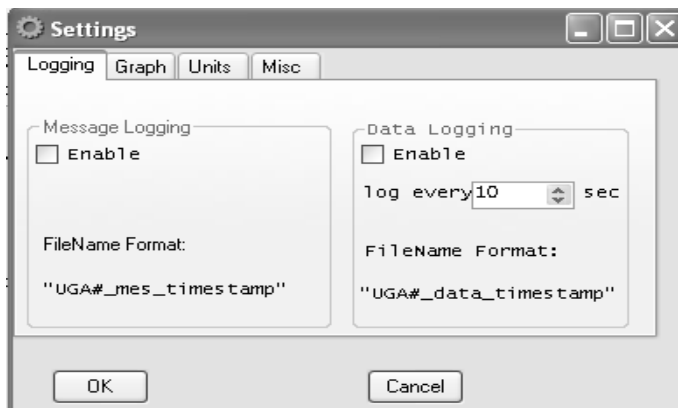 Settings
Logging Graph Units Misc
Message Logging
Enable
FileName Format:
"UGA#_mes_timestamp"
Data Logging
Enable
log every 10 sec
FileName Format:
"UGA#_data_timestamp"
OK Cancel